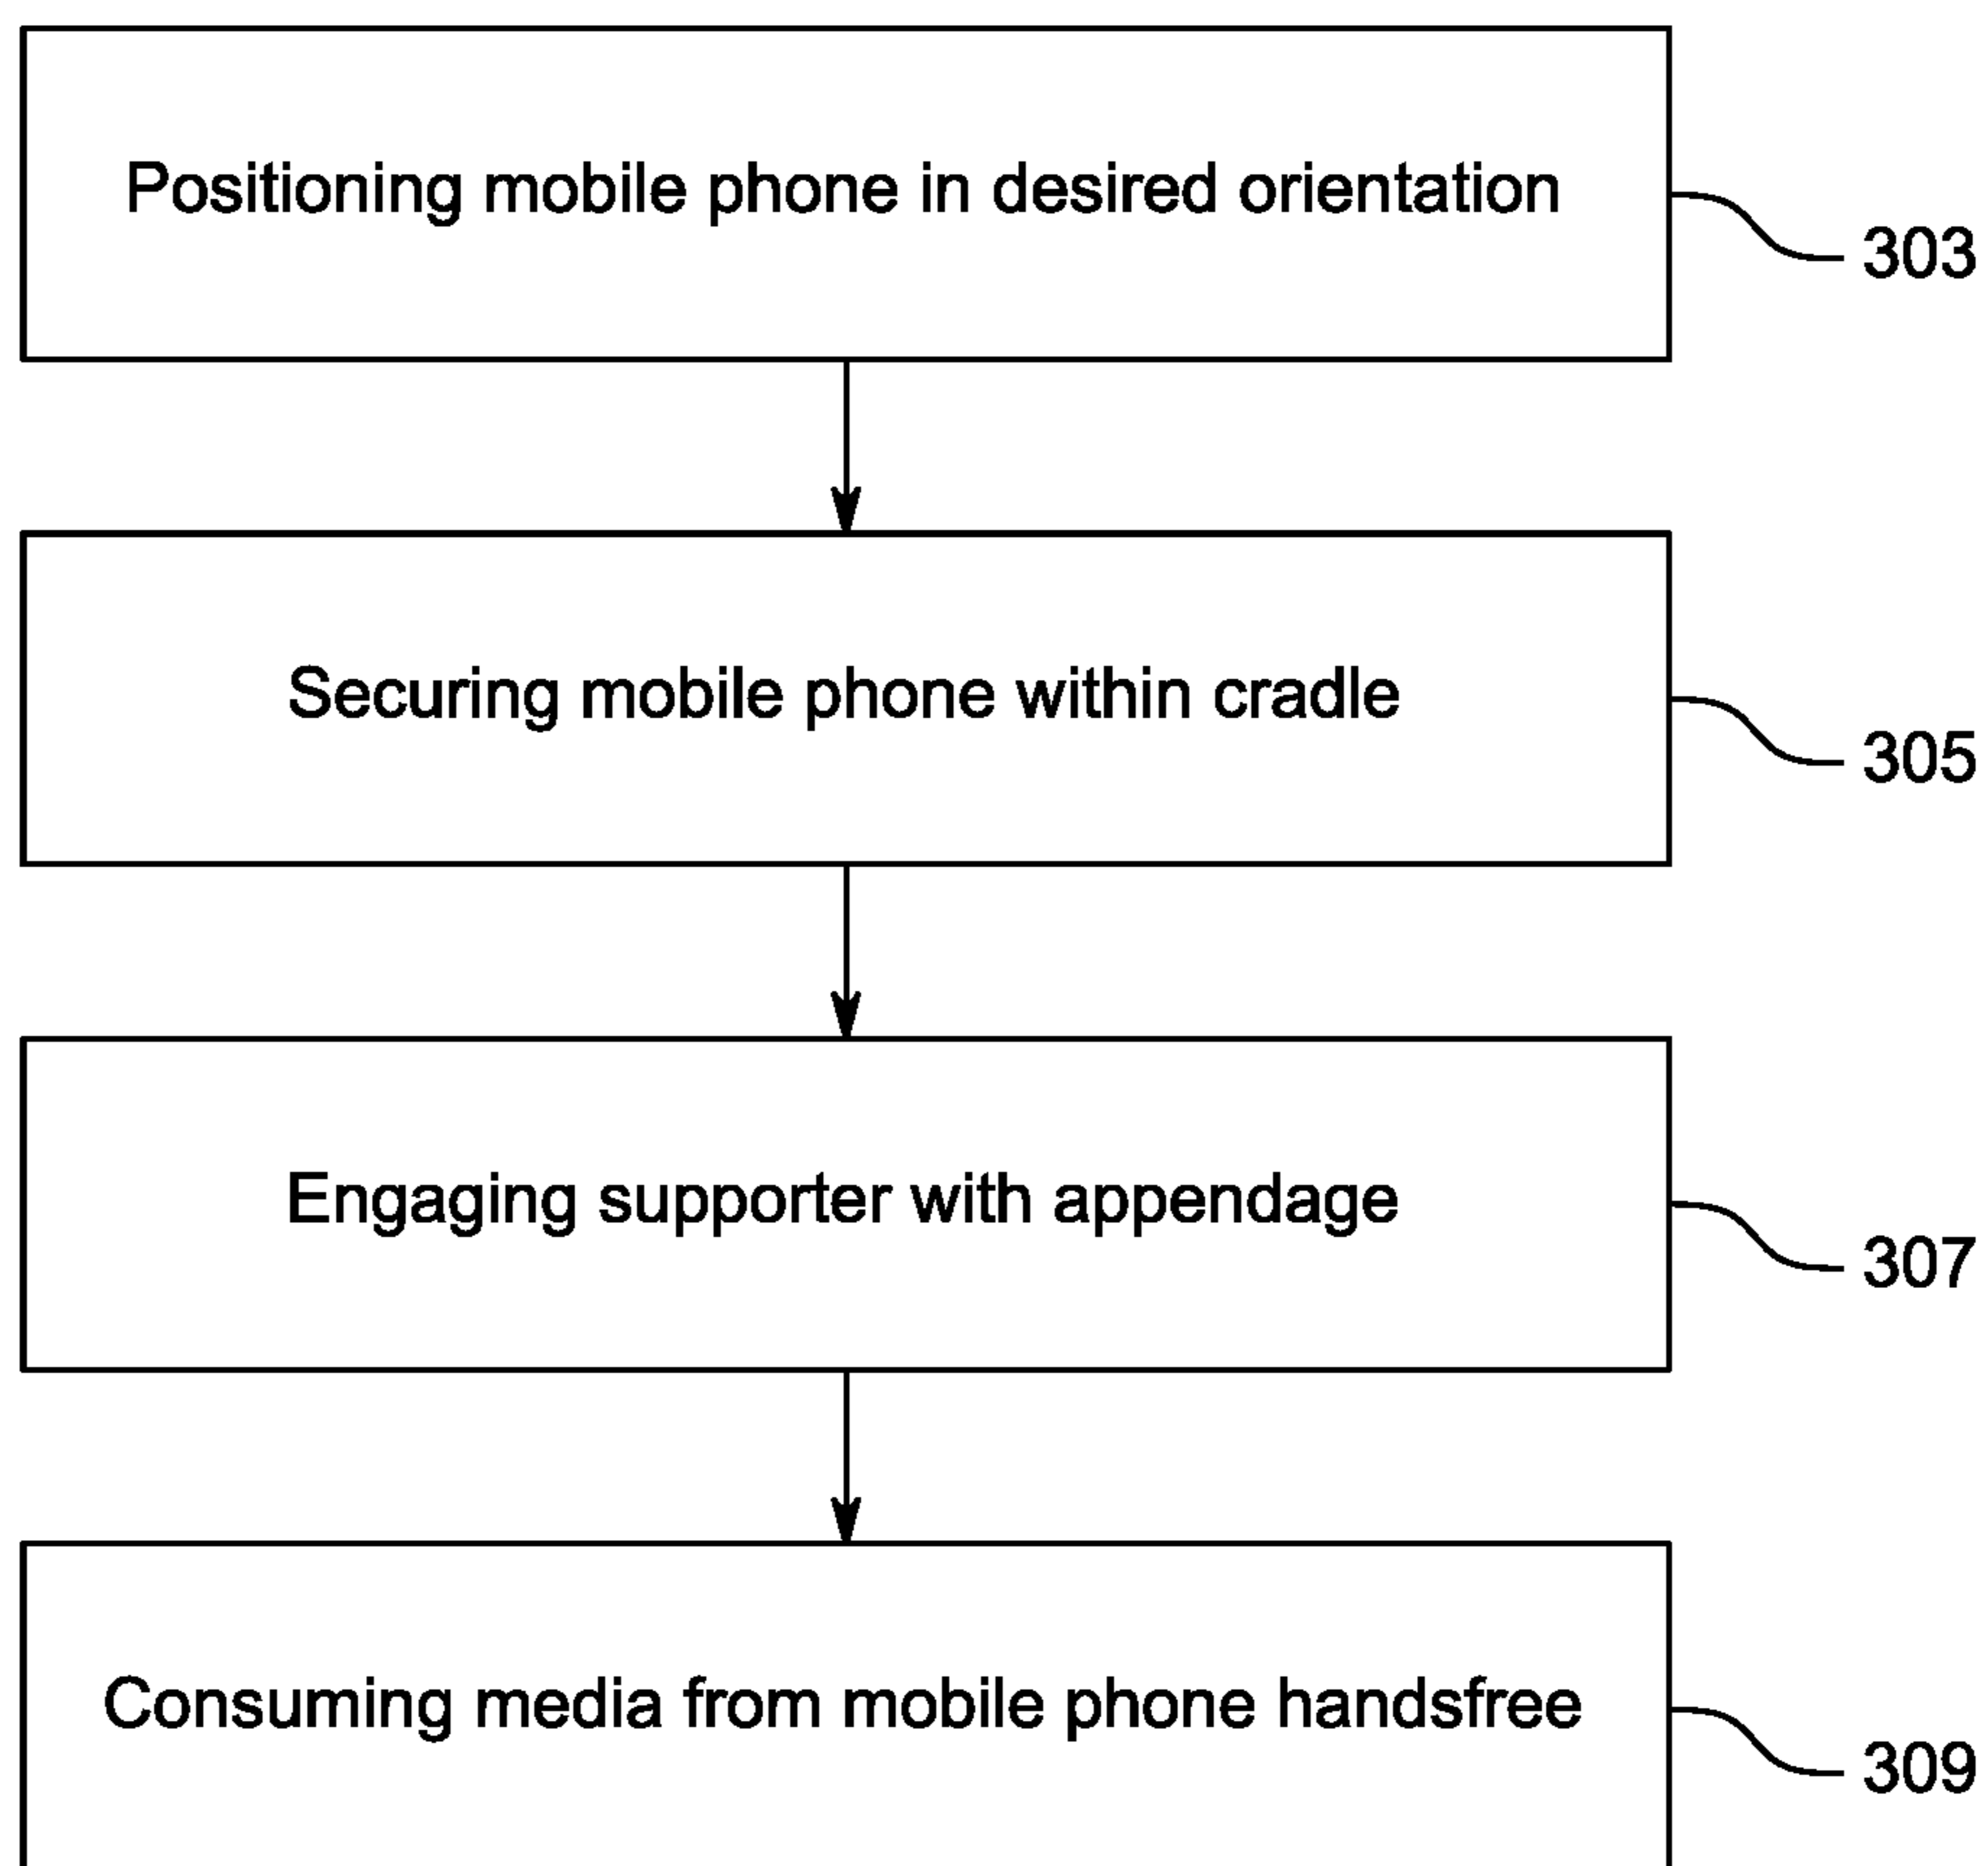 Positioning mobile phone in desired orientation
303
Securing mobile phone within cradle
305
Engaging supporter with appendage
307
Consuming media from mobile phone handsfree
309